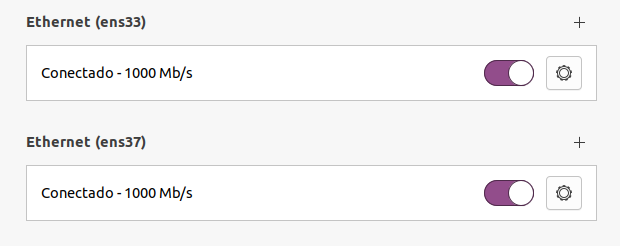 Ethernet (ens33)
Conectado - 1000 Mb/s
Ethernet (ens37)
Conectado - 1000 Mb/s